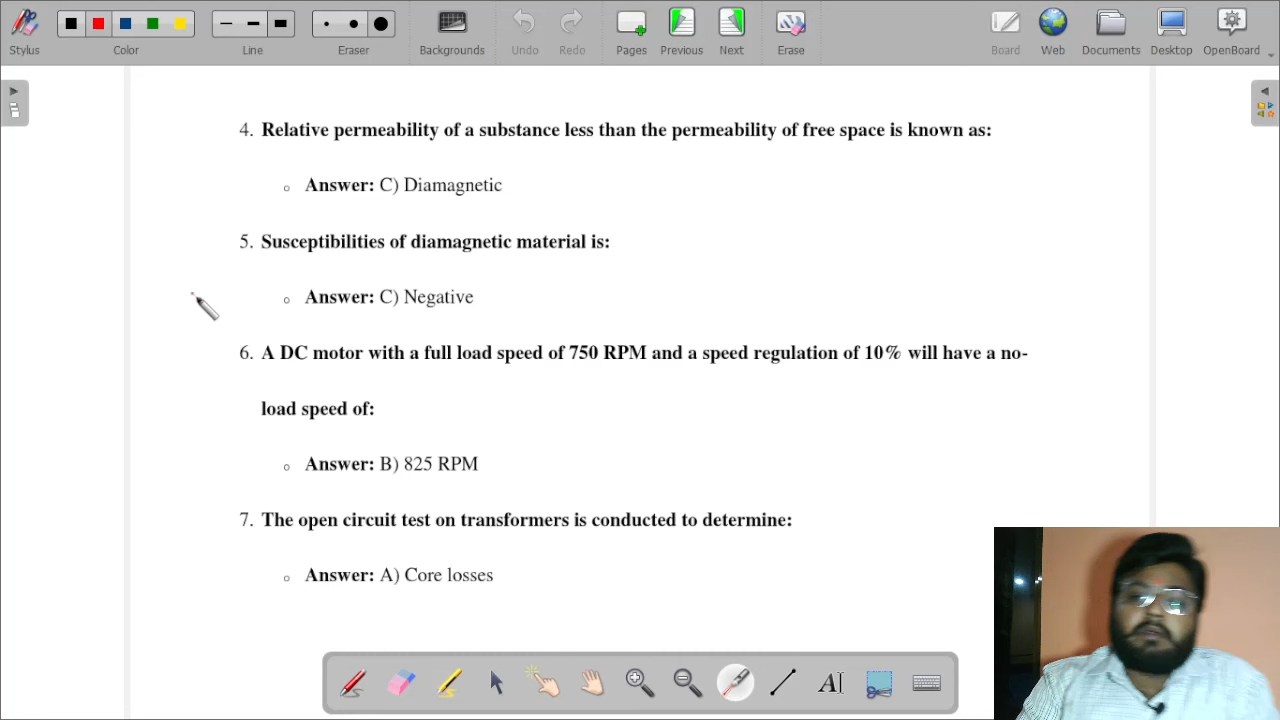 Stylus
Color
Line
Eraser
Backgrounds
Undo
Redo
Pages
Previous
Next
Erase
Board
Web
Documents
Desktop
OpenBoard
4. Relative permeability of a substance less than the permeability of free space is known as:
Answer: C) Diamagnetic
5. Susceptibilities of diamagnetic material is:
Answer: C) Negative
6. A DC motor with a full load speed of 750 RPM and a speed regulation of 10% will have a no-
load speed of:
Answer: B) 825 RPM
7. The open circuit test on transformers is conducted to determine:
Answer: A) Core losses